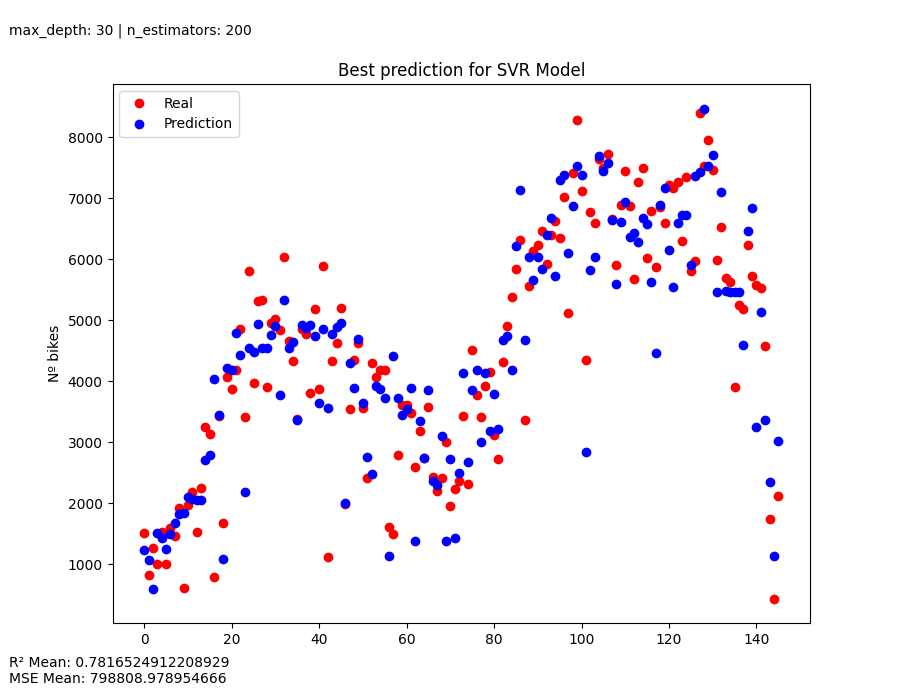 max_depth: 30 | n_estimators: 200
Best prediction for SVR Model
Real
Prediction
Nº bikes
8000
7000
6000
5000
4000
3000
2000
1000
0 20 40 60 80 100 120 140
R² Mean: 0.7816524912208929
MSE Mean: 798808.978954666